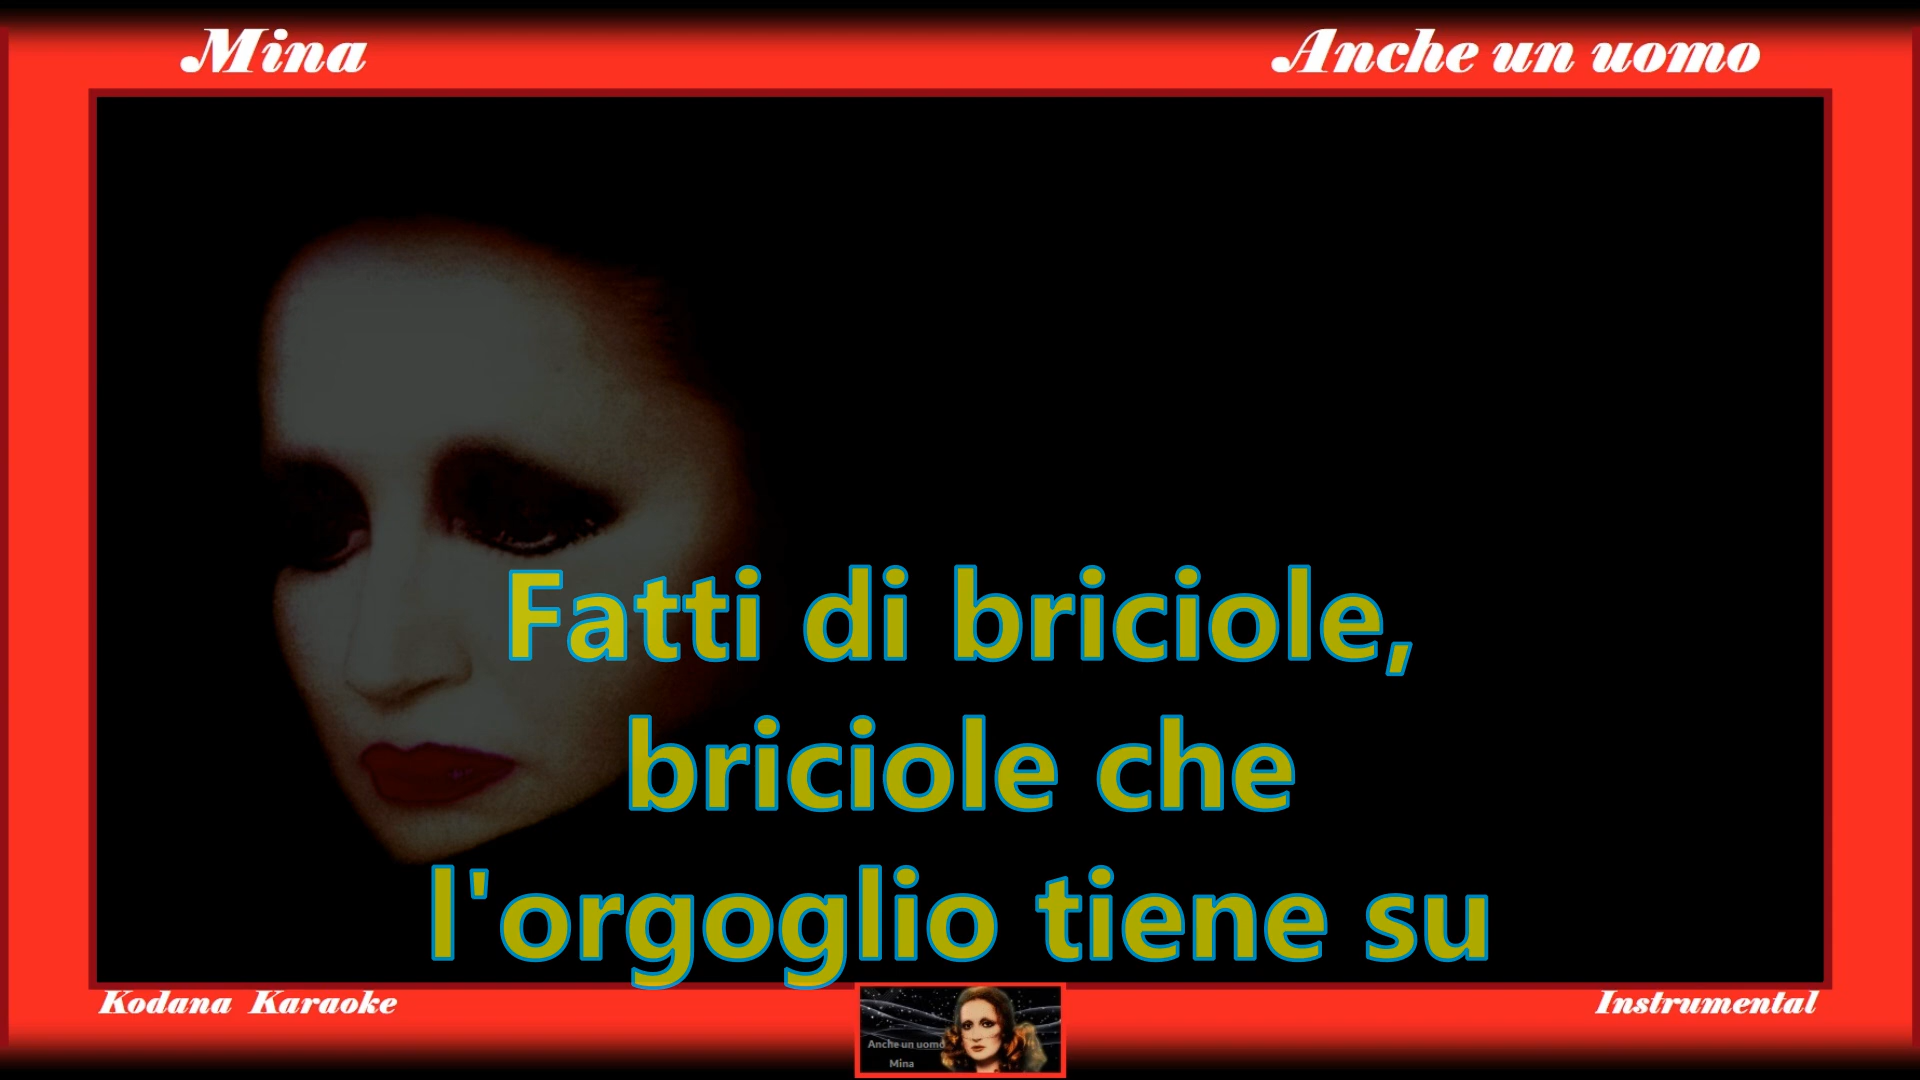 Mina
Anche un uomo
Fatti di briciole,
briciole che
l'orgoglio tiene su
Kodana Karaoke
Instrumental
Anche un uomo
Mina